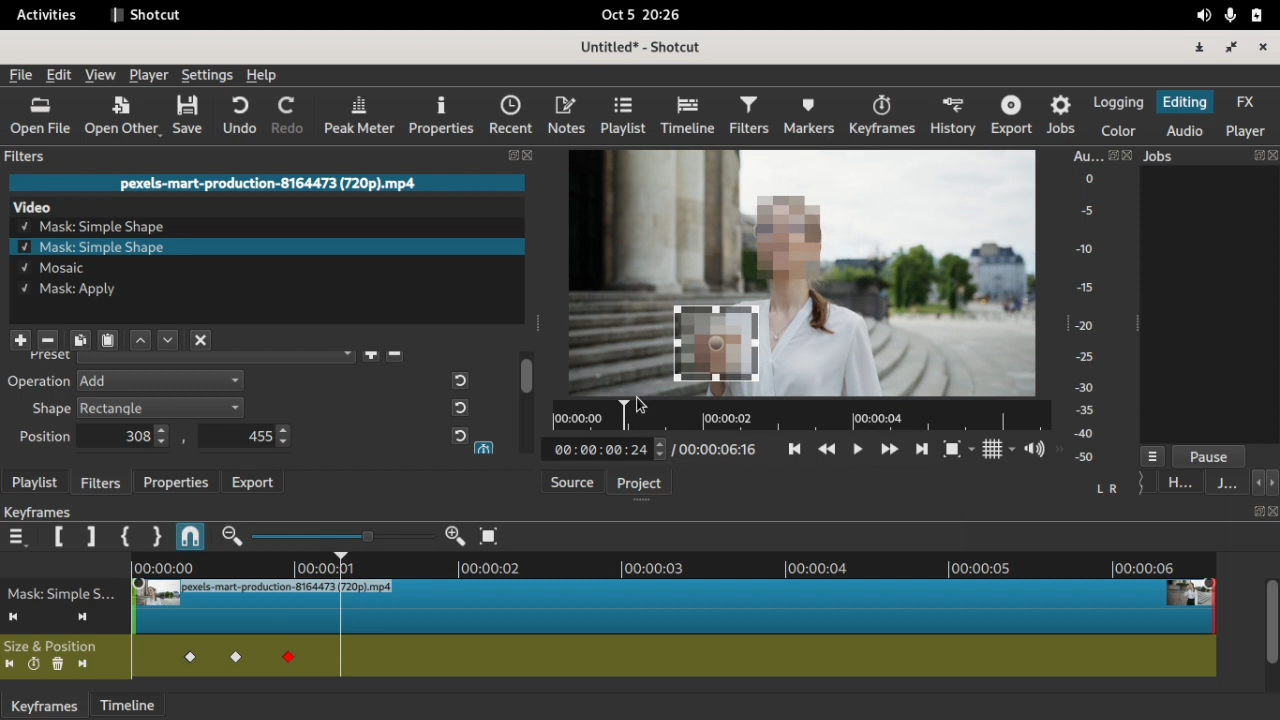 Activities Shotcut Oct 5 20:26
Untitled* - Shotcut
File Edit View Player Settings Help
Open File Open Other Save Undo Redo Peak Meter Properties Recent Notes Playlist Timeline Filters Markers Keyframes History Export Jobs
Logging Editing FX
Color Audio Player
Filters
pexels-mart-production-8164473 (720p).mp4
Video
Mask: Simple Shape
Mask: Simple Shape
Mosaic
Mask: Apply
Preset
Operation Add
Shape Rectangle
Position 308 , 455
Playlist Filters Properties Export
00:00:00 00:00:02 00:00:04
00:00:00:24 / 00:00:06:16
Source Project
Au...
0
-5
-10
-15
-20
-25
-30
-35
-40
-50
L R
Jobs
Pause
H... J...
Keyframes
00:00:00 00:00:01 00:00:02 00:00:03 00:00:04 00:00:05 00:00:06
Mask: Simple S...
pexels-mart-production-8164473 (720p).mp4
Size & Position
Keyframes Timeline